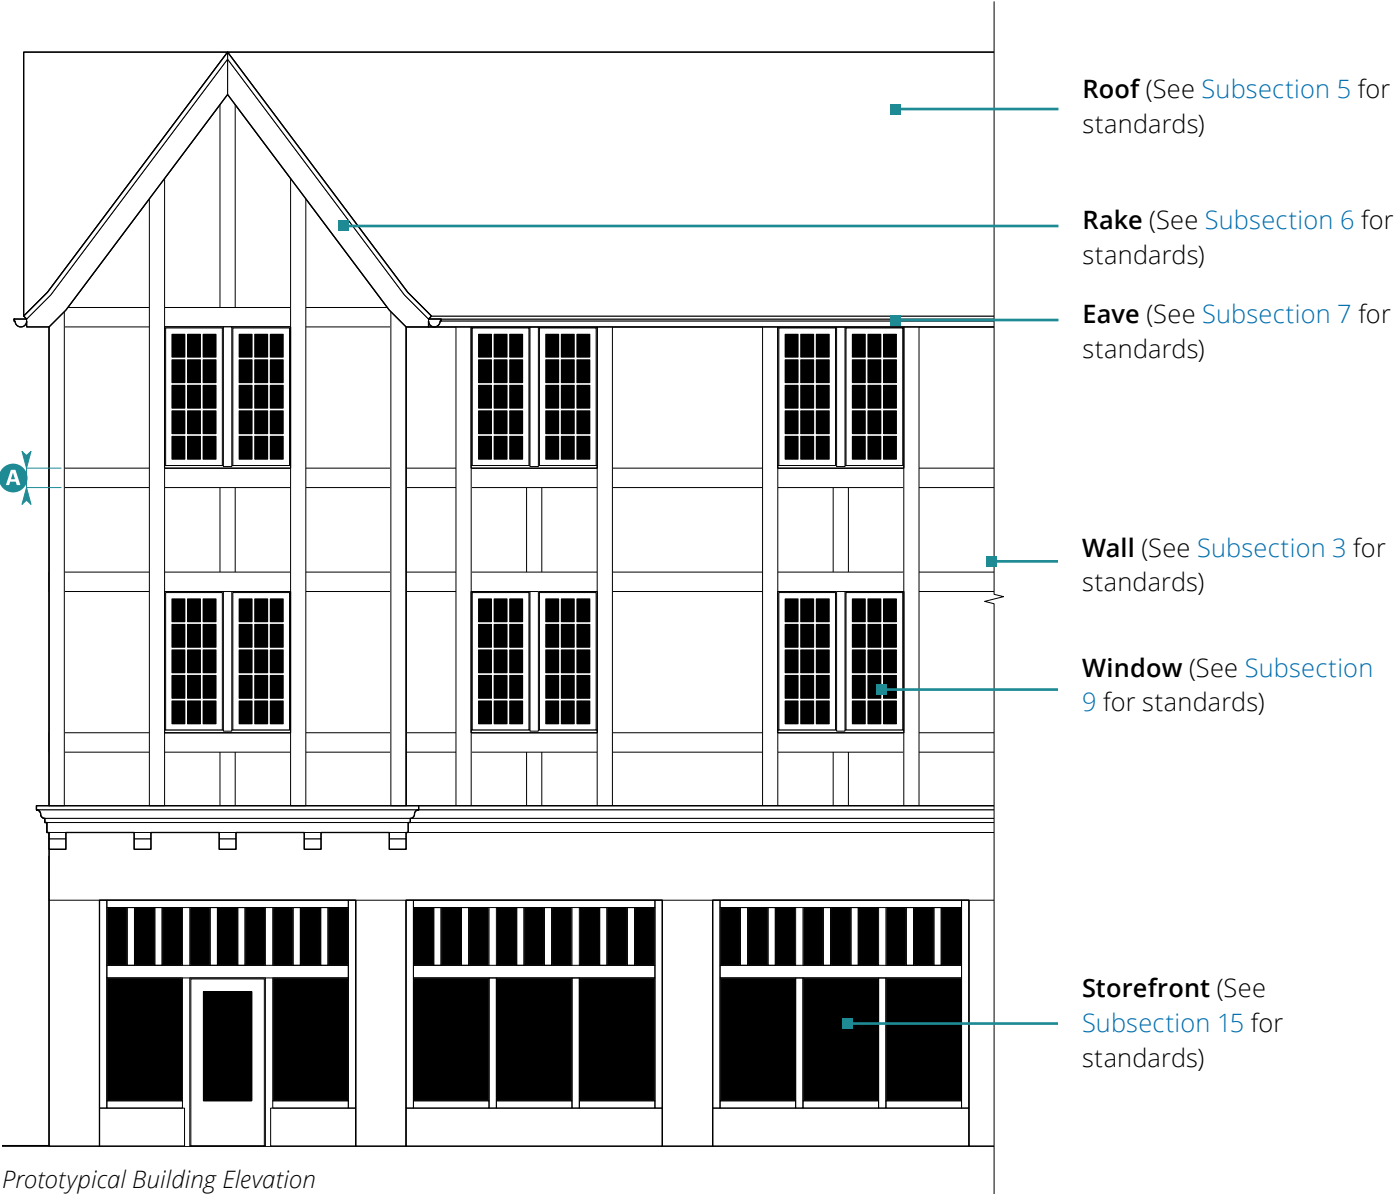 Roof (See Subsection 5 for
standards)
Rake (See Subsection 6 for
standards)
Eave (See Subsection 7 for
standards)
A
Wall (See Subsection 3 for
standards)
Window (See Subsection
9 for standards)
Storefront (See
Subsection 15 for
standards)
Prototypical Building Elevation